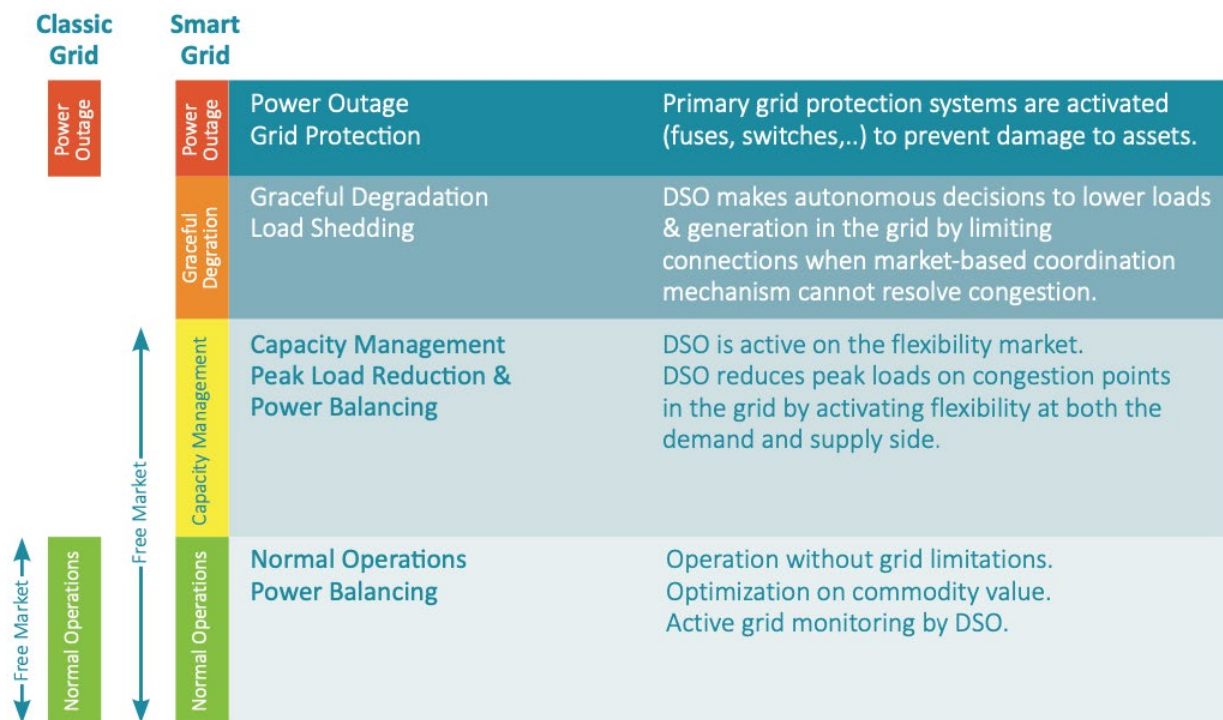 Classic
Grid
Smart
Grid
Power
Outage
Power
Outage
Power Outage
Grid Protection
Primary grid protection systems are activated
(fuses, switches,..) to prevent damage to assets.
Graceful
Degration
Graceful Degradation
Load Shedding
DSO makes autonomous decisions to lower loads
& generation in the grid by limiting
connections when market-based coordination
mechanism cannot resolve congestion.
Free Market
Capacity Management
Capacity Management
Peak Load Reduction &
Power Balancing
DSO is active on the flexibility market.
DSO reduces peak loads on congestion points
in the grid by activating flexibility at both the
demand and supply side.
Free Market
Normal Operations
Normal Operations
Normal Operations
Power Balancing
Operation without grid limitations.
Optimization on commodity value.
Active grid monitoring by DSO.